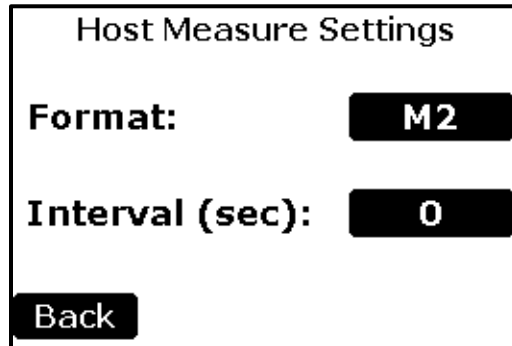 Host Measure Settings
Format: M2
Interval (sec): 0
Back